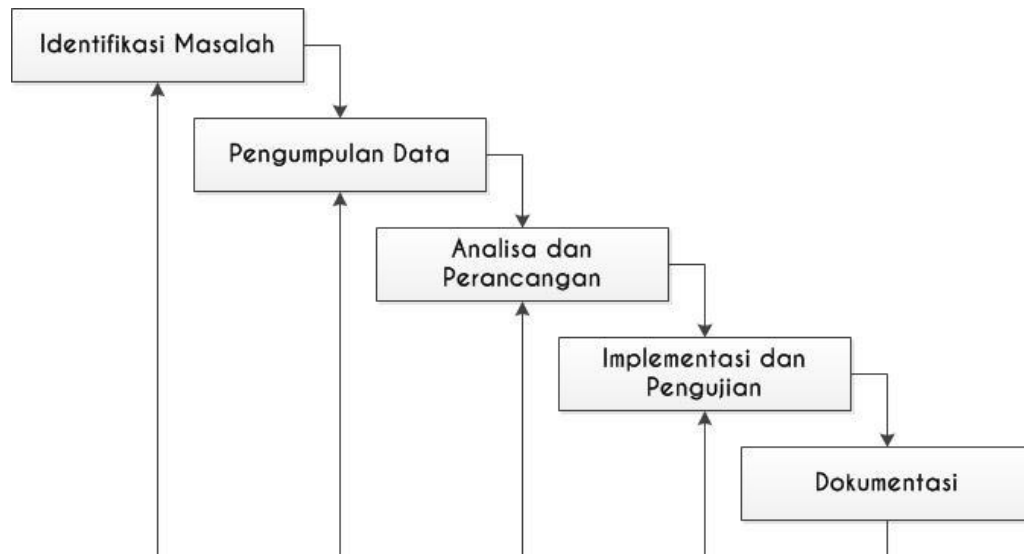 Identifikasi Masalah
Pengumpulan Data
Analisa dan
Perancangan
Implementasi dan
Pengujian
Dokumentasi